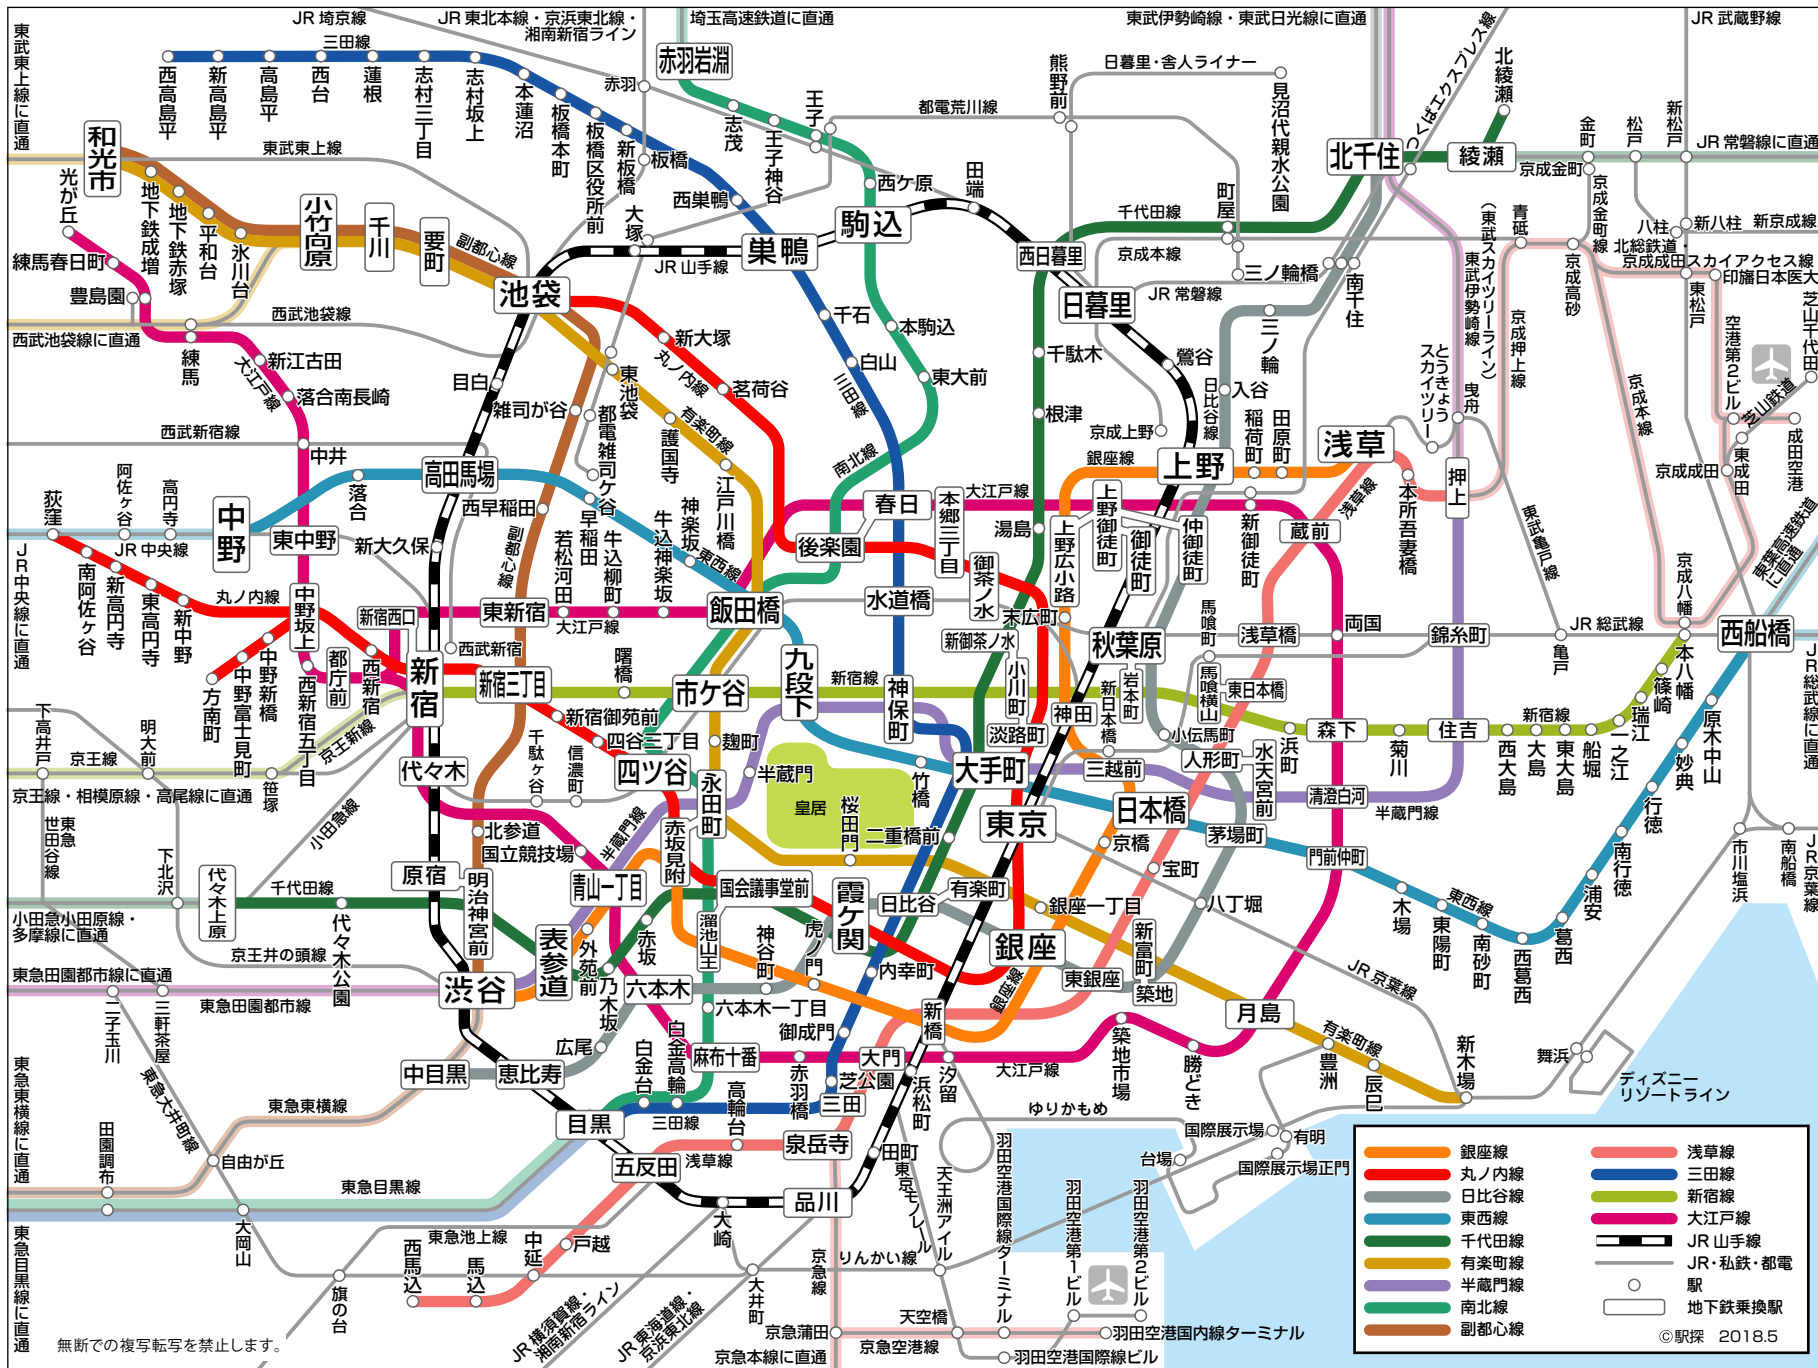 JR 埼京線
JR 東北本線・京浜東北線・
湘南新宿ライン
埼玉高速鉄道に直通
東武伊勢崎線・東武日光線に直通
つくばエクスプレス線
JR 武蔵野線
東武東上線に直通
三田線
西高島平
新高島平
高島平
西台
蓮根
志村三丁目
志村坂上
本蓮沼
板橋本町
板橋区役所前
新板橋
板橋
西巣鴨
赤羽
赤羽岩淵
志茂
王子神谷
王子
都電荒川線
熊野前
日暮里・舎人ライナー
見沼代親水公園
北綾瀬
綾瀬
北千住
金町
京成金町
松戸
新松戸
JR 常磐線に直通
和光市
東武東上線
地下鉄成増
地下鉄赤塚
平和台
氷川台
小竹向原
千川
要町
副都心線
池袋
光が丘
練馬春日町
豊島園
練馬
西武池袋線
西武池袋線に直通
新江古田
大江戸線
落合南長崎
西武新宿線
中井
大塚
JR 山手線
巣鴨
駒込
西ケ原
田端
西日暮里
千代田線
町屋
京成本線
日暮里
JR 常磐線
三ノ輪橋
南千住
三ノ輪
京成金町線
青砥
京成高砂
八柱
新八柱
新京成線
北総鉄道・
京成成田スカイアクセス線
東松戸
印旛日本医大
芝山千代田
空港第2ビル
芝山鉄道
成田空港
東成田
京成成田
京成本線
京成押上線
(東武スカイツリーライン)
東武伊勢崎線
とうきょう
スカイツリー
曳舟
押上
東武亀戸線
目白
雑司が谷
新大塚
丸ノ内線
茗荷谷
東池袋
都電雑司ケ谷
有楽町線
護国寺
江戸川橋
千石
白山
三田線
本駒込
東大前
南北線
千駄木
根津
湯島
鶯谷
入谷
日比谷線
京成上野
上野
銀座線
稲荷町
田原町
浅草
浅草線
本所吾妻橋
蔵前
高田馬場
落合
西早稲田
早稲田
神楽坂
東西線
牛込柳町
若松河田
牛込神楽坂
春日
後楽園
本郷三丁目
大江戸線
上野御徒町
上野広小路
御徒町
仲御徒町
新御徒町
荻窪
阿佐ケ谷
高円寺
JR 中央線
JR 中央線に直通
中野
東中野
新大久保
南阿佐ケ谷
新高円寺
東高円寺
新中野
丸ノ内線
中野坂上
中野新橋
中野富士見町
方南町
西新宿五丁目
都庁前
西新宿
新宿西口
西武新宿
東新宿
大江戸線
副都心線
飯田橋
水道橋
御茶ノ水
新御茶ノ水
末広町
秋葉原
馬喰町
浅草橋
両国
錦糸町
JR 総武線
亀戸
京成八幡
東葉高速鉄道
に直通
西船橋
JR 総武線に直通
新宿
新宿三丁目
曙橋
市ケ谷
九段下
新宿線
神保町
小川町
淡路町
神田
新日本橋
岩本町
馬喰横山
東日本橋
小伝馬町
浜町
森下
菊川
住吉
西大島
大島
新宿線
東大島
船堀
一之江
瑞江
篠崎
本八幡
原木中山
妙典
行徳
南行徳
浦安
葛西
西葛西
下高井戸
明大前
京王線
京王新線
笹塚
京王線・相模原線・高尾線に直通
東急
世田谷線
下北沢
代々木上原
小田急線
小田急小田原線・
多摩線に直通
代々木
千駄ケ谷
信濃町
新宿御苑前
四谷三丁目
四ツ谷
麹町
半蔵門
皇居
桜田門
竹橋
大手町
二重橋前
三越前
日本橋
人形町
水天宮前
清澄白河
半蔵門線
茅場町
門前仲町
木場
東西線
東陽町
南砂町
東京
京橋
宝町
八丁堀
北参道
国立競技場
半蔵門線
青山一丁目
赤坂見附
永田町
国会議事堂前
溜池山王
霞ケ関
日比谷
有楽町
銀座一丁目
銀座
東銀座
新富町
築地
原宿
明治神宮前
千代田線
代々木公園
表参道
外苑前
乃木坂
赤坂
六本木
六本木一丁目
神谷町
虎ノ門
内幸町
御成門
新橋
銀座線
京王井の頭線
渋谷
東急田園都市線に直通
東急田園都市線
三軒茶屋
二子玉川
東急大井町線
広尾
白金台
白金高輪
麻布十番
赤羽橋
芝公園
大門
浜松町
汐留
築地市場
勝どき
月島
大江戸線
有楽町線
豊洲
辰巳
新木場
JR 京葉線
市川塩浜
南船橋
JR 京葉線
舞浜
ディズニー
リゾートライン
中目黒
恵比寿
目黒
三田線
高輪台
三田
泉岳寺
浅草線
五反田
品川
田町
東京モノレール
天王洲アイル
ゆりかもめ
国際展示場
有明
国際展示場正門
台場
りんかい線
東急東横線に直通
東急東横線
田園調布
自由が丘
東急目黒線
東急目黒線に直通
大岡山
東急池上線
旗の台
西馬込
馬込
中延
戸越
大崎
大井町
JR 横須賀線・
湘南新宿ライン
JR 東海道線・
京浜東北線
京急線
京急蒲田
京急本線に直通
京急空港線
天空橋
羽田空港国際線ターミナル
羽田空港第1ビル
羽田空港第2ビル
羽田空港国内線ターミナル
羽田空港国際線ビル
銀座線
丸ノ内線
日比谷線
東西線
千代田線
有楽町線
半蔵門線
南北線
副都心線
浅草線
三田線
新宿線
大江戸線
JR 山手線
JR・私鉄・都電
駅
地下鉄乗換駅
©駅探 2018.5
無断での複写転写を禁止します。